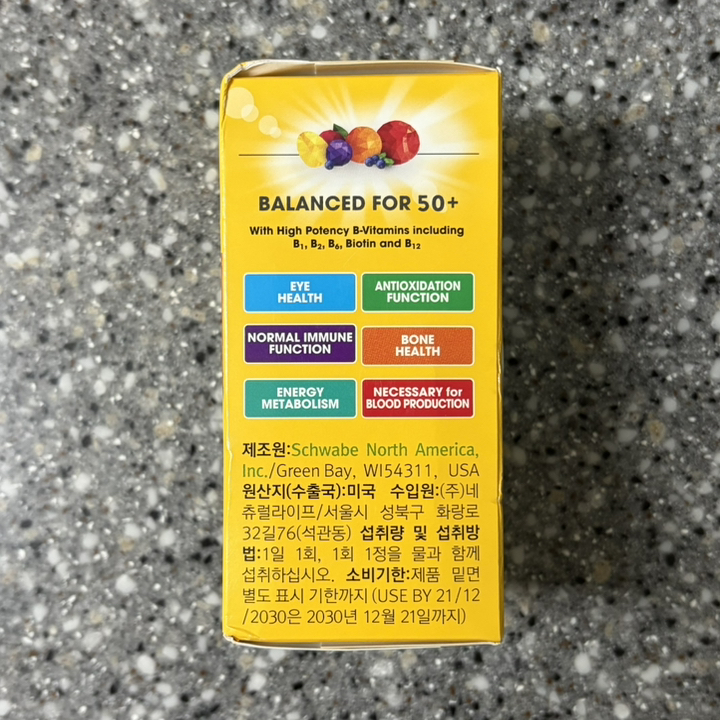 BALANCED FOR 50+
With High Potency B-Vitamins including
B₁, B₂, B₆, Biotin and B₁₂
EYE
HEALTH
ANTIOXIDATION
FUNCTION
NORMAL IMMUNE
FUNCTION
BONE
HEALTH
ENERGY
METABOLISM
NECESSARY for
BLOOD PRODUCTION
제조원:Schwabe North America,
Inc./Green Bay, WI54311, USA
원산지(수출국):미국 수입원:(주)네
츄럴라이프/서울시 성북구 화랑로
32길76(석관동) 섭취량 및 섭취방
법:1일 1회, 1회 1정을 물과 함께
섭취하십시오. 소비기한:제품 밑면
별도 표시 기한까지 (USE BY 21/12
/2030은 2030년 12월 21일까지)